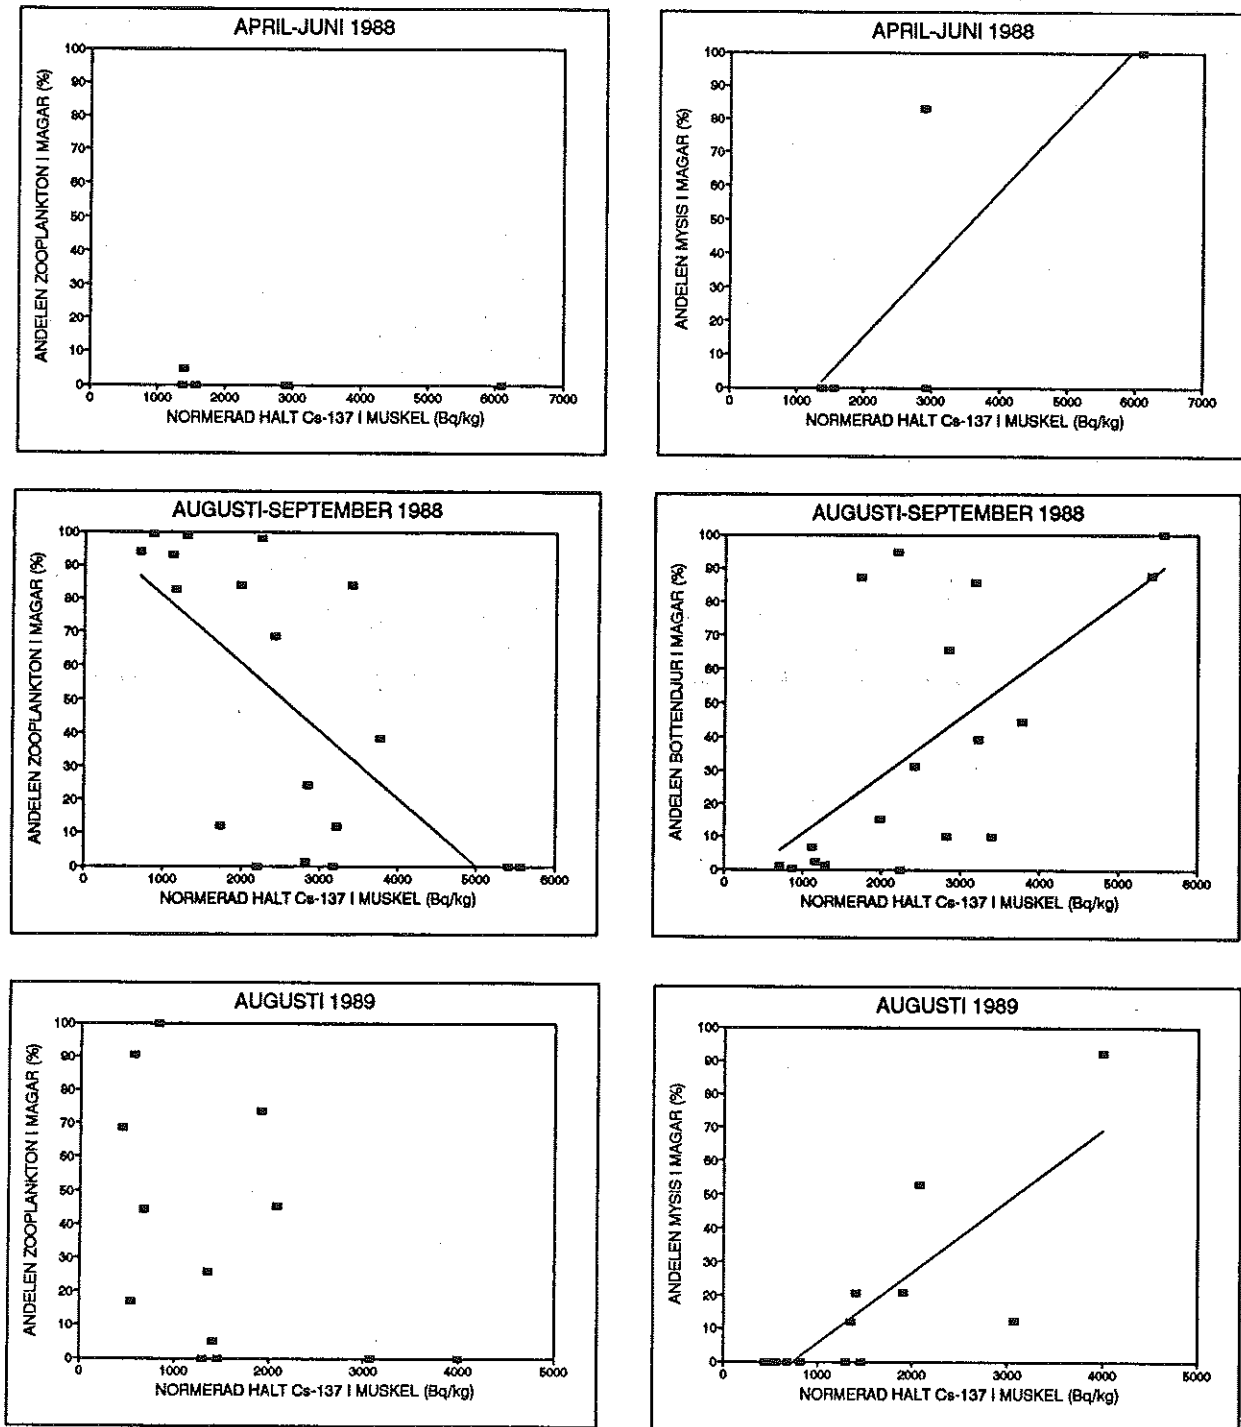 APRIL-JUNI 1988
ANDELEN ZOOPLANKTON I MAGAR (%)
100
90
80
70
60
50
40
30
20
10
0
0 1000 2000 3000 4000 5000 6000 7000
NORMERAD HALT Cs-137 I MUSKEL (Bq/kg)
APRIL-JUNI 1988
ANDELEN MYSIS I MAGAR (%)
100
90
80
70
60
50
40
30
20
10
0
0 1000 2000 3000 4000 5000 6000 7000
NORMERAD HALT Cs-137 I MUSKEL (Bq/kg)
AUGUSTI-SEPTEMBER 1988
ANDELEN ZOOPLANKTON I MAGAR (%)
100
90
80
70
60
50
40
30
20
10
0
0 1000 2000 3000 4000 5000 6000
NORMERAD HALT Cs-137 I MUSKEL (Bq/kg)
AUGUSTI-SEPTEMBER 1988
ANDELEN BOTTENDJUR I MAGAR (%)
100
90
80
70
60
50
40
30
20
10
0
0 1000 2000 3000 4000 5000 6000
NORMERAD HALT Cs-137 I MUSKEL (Bq/kg)
AUGUSTI 1989
ANDELEN ZOOPLANKTON I MAGAR (%)
100
90
80
70
60
50
40
30
20
10
0
0 1000 2000 3000 4000 5000
NORMERAD HALT Cs-137 I MUSKEL (Bq/kg)
AUGUSTI 1989
ANDELEN MYSIS I MAGAR (%)
100
90
80
70
60
50
40
30
20
10
0
0 1000 2000 3000 4000 5000
NORMERAD HALT Cs-137 I MUSKEL (Bq/kg)